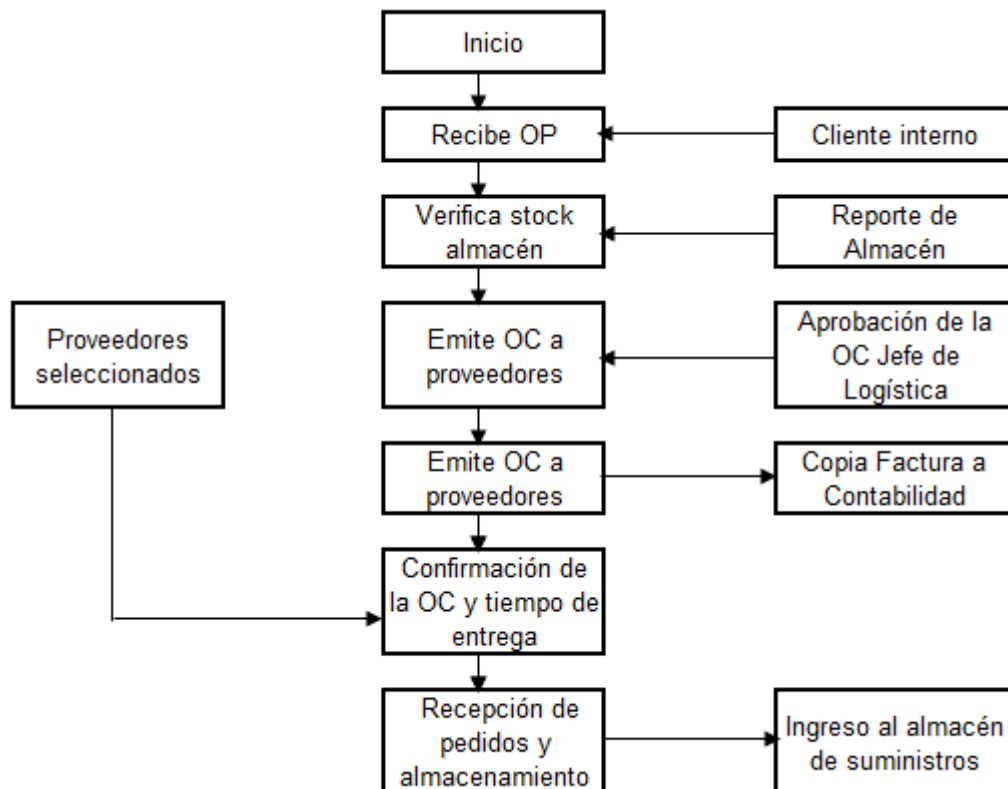 Inicio
Recibe OP
Cliente interno
Verifica stock
almacén
Reporte de
Almacén
Proveedores
seleccionados
Emite OC a
proveedores
Aprobación de la
OC Jefe de
Logística
Emite OC a
proveedores
Copia Factura a
Contabilidad
Confirmación de
la OC y tiempo de
entrega
Recepción de
pedidos y
almacenamiento
Ingreso al almacén
de suministros